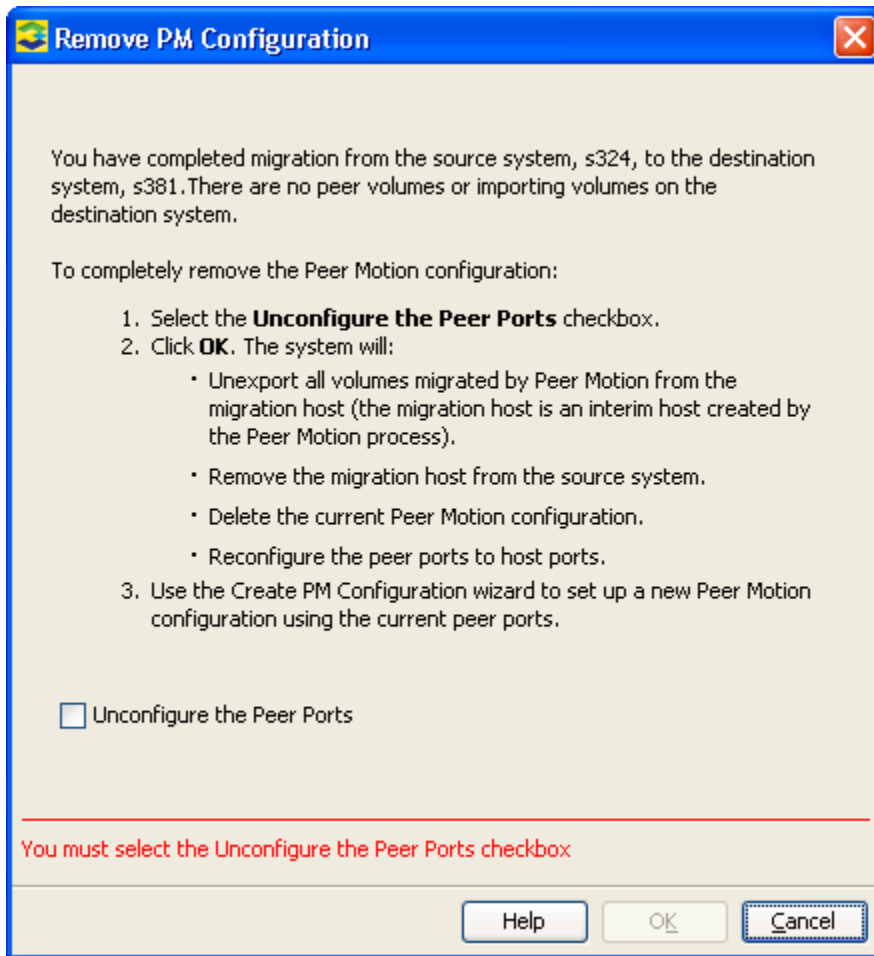 Remove PM Configuration
You have completed migration from the source system, s324, to the destination
system, s381.There are no peer volumes or importing volumes on the
destination system.
To completely remove the Peer Motion configuration:
1. Select the Unconfigure the Peer Ports checkbox.
2. Click OK. The system will:
· Unexport all volumes migrated by Peer Motion from the
migration host (the migration host is an interim host created by
the Peer Motion process).
· Remove the migration host from the source system.
· Delete the current Peer Motion configuration.
· Reconfigure the peer ports to host ports.
3. Use the Create PM Configuration wizard to set up a new Peer Motion
configuration using the current peer ports.
Unconfigure the Peer Ports
You must select the Unconfigure the Peer Ports checkbox
Help OK Cancel